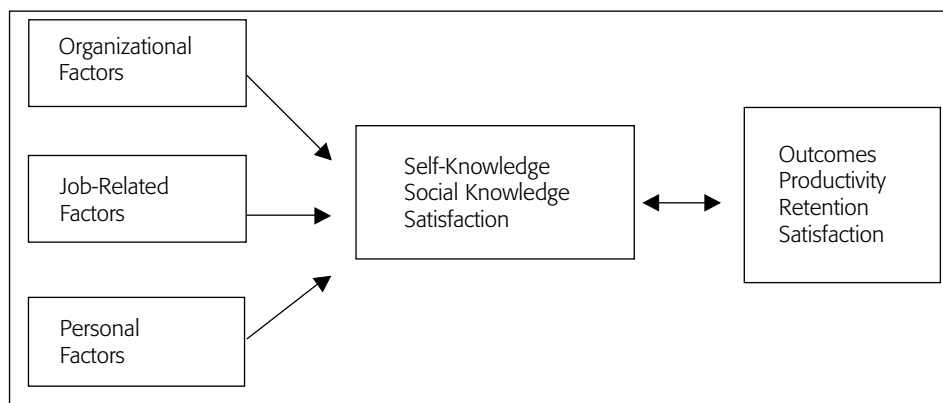 Organizational
Factors
Job-Related
Factors
Personal
Factors
Self-Knowledge
Social Knowledge
Satisfaction
Outcomes
Productivity
Retention
Satisfaction